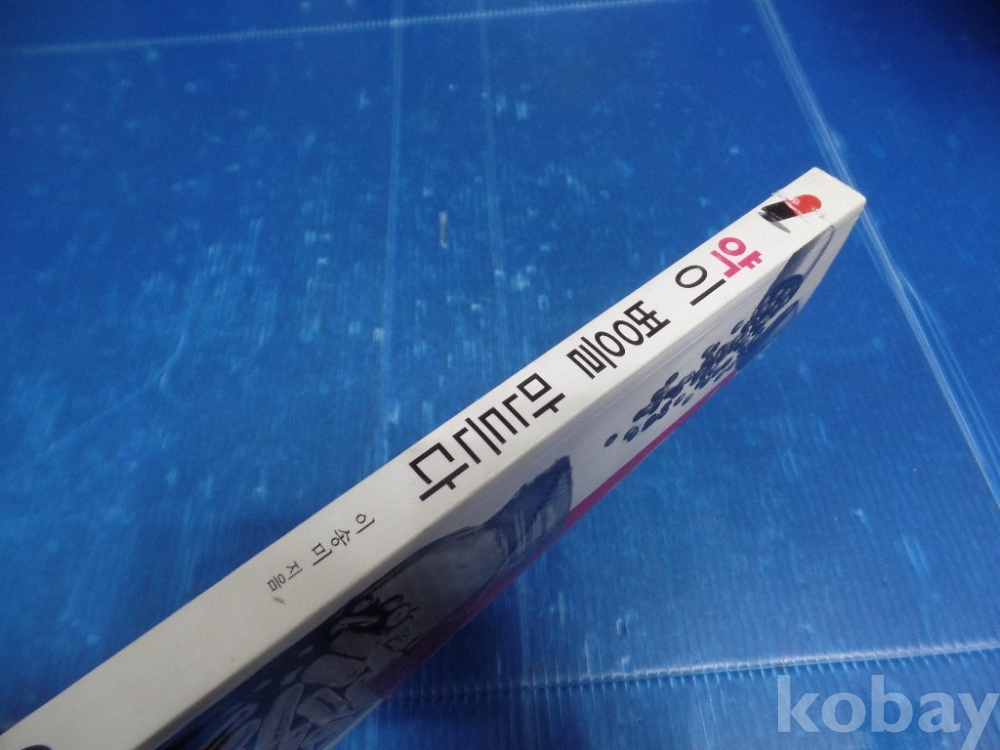 약이 병을 만든다
이송미 지음
kobay